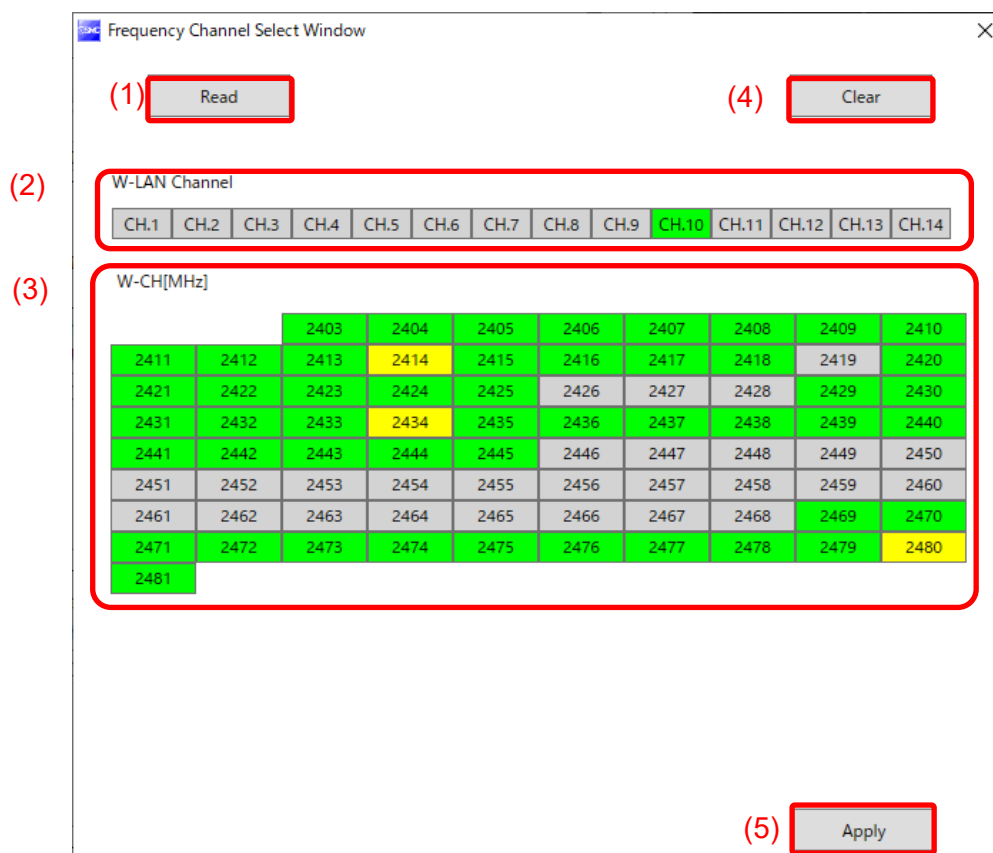 SMC Frequency Channel Select Window
(1) Read (4) Clear
(2) W-LAN Channel
CH.1 CH.2 CH.3 CH.4 CH.5 CH.6 CH.7 CH.8 CH.9 CH.10 CH.11 CH.12 CH.13 CH.14
(3) W-CH[MHz]
2403 2404 2405 2406 2407 2408 2409 2410
2411 2412 2413 2414 2415 2416 2417 2418 2419 2420
2421 2422 2423 2424 2425 2426 2427 2428 2429 2430
2431 2432 2433 2434 2435 2436 2437 2438 2439 2440
2441 2442 2443 2444 2445 2446 2447 2448 2449 2450
2451 2452 2453 2454 2455 2456 2457 2458 2459 2460
2461 2462 2463 2464 2465 2466 2467 2468 2469 2470
2471 2472 2473 2474 2475 2476 2477 2478 2479 2480
2481
(5) Apply